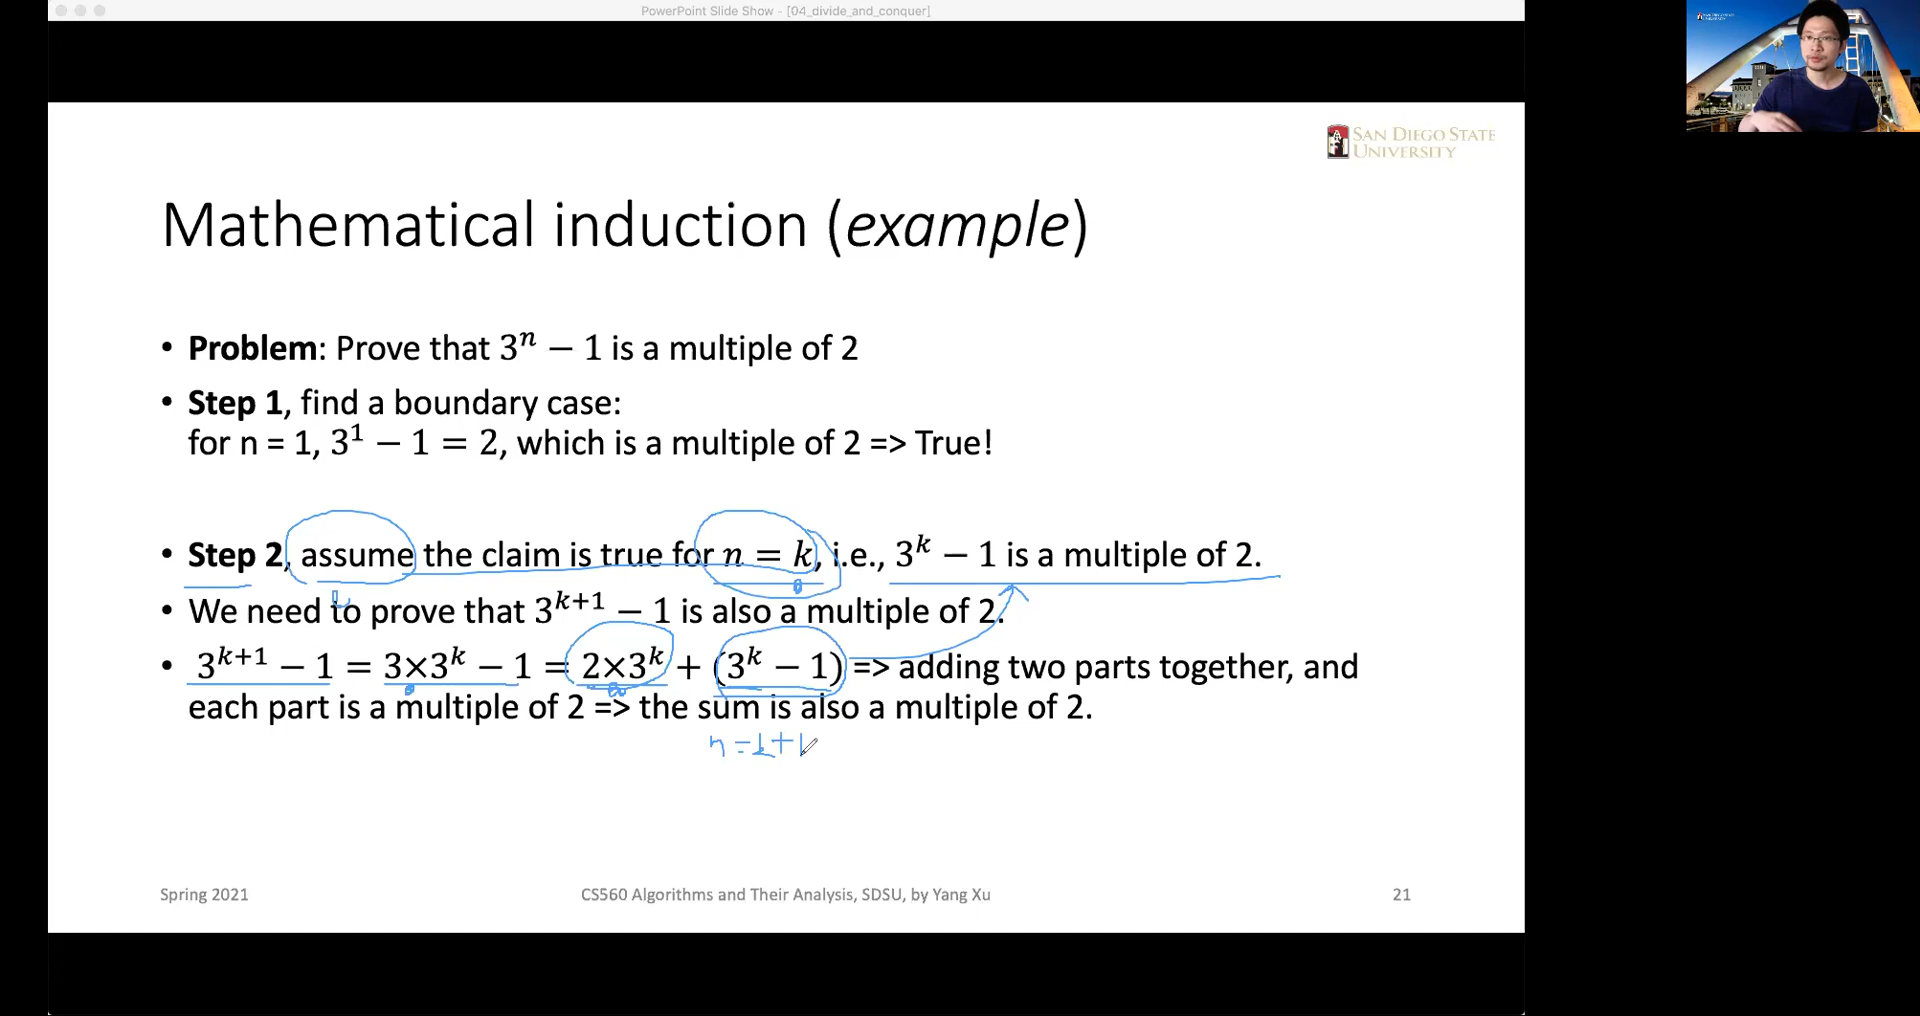 PowerPoint Slide Show - [04_divide_and_conquer]
SAN DIEGO STATE
UNIVERSITY
Mathematical induction (example)
• Problem: Prove that 3ⁿ − 1 is a multiple of 2
• Step 1, find a boundary case:
for n = 1, 3¹ − 1 = 2, which is a multiple of 2 => True!
• Step 2, assume the claim is true for n = k, i.e., 3ᵏ − 1 is a multiple of 2.
• We need to prove that 3ᵏ⁺¹ − 1 is also a multiple of 2.
• 3ᵏ⁺¹ − 1 = 3×3ᵏ − 1 = 2×3ᵏ + (3ᵏ − 1) => adding two parts together, and
each part is a multiple of 2 => the sum is also a multiple of 2.
n = k + 1
Spring 2021
CS560 Algorithms and Their Analysis, SDSU, by Yang Xu
21